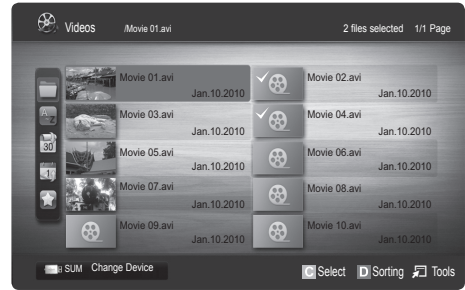 Videos /Movie 01.avi 2 files selected 1/1 Page
Movie 01.avi Movie 02.avi
Jan.10.2010 Jan.10.2010
Movie 03.avi Movie 04.avi
Jan.10.2010 Jan.10.2010
Movie 05.avi Movie 06.avi
Jan.10.2010 Jan.10.2010
Movie 07.avi Movie 08.avi
Jan.10.2010 Jan.10.2010
Movie 09.avi Movie 10.avi
Jan.10.2010 Jan.10.2010
30
1
SUM Change Device C Select D Sorting Tools